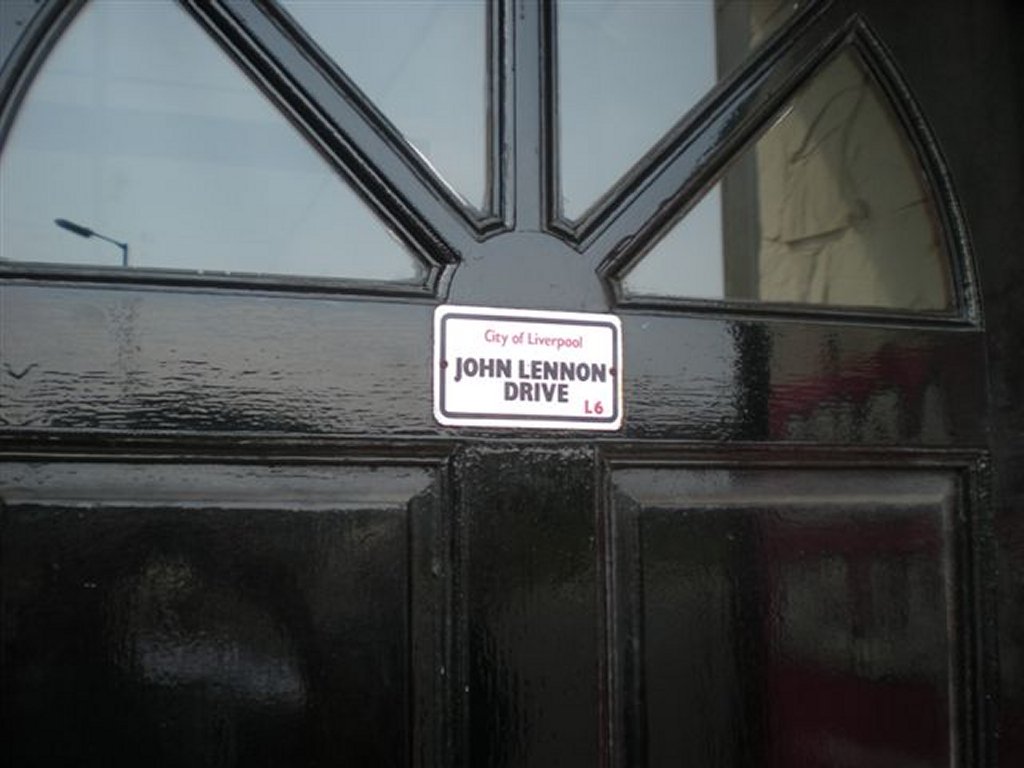 City of Liverpool
JOHN LENNON
DRIVE
L6